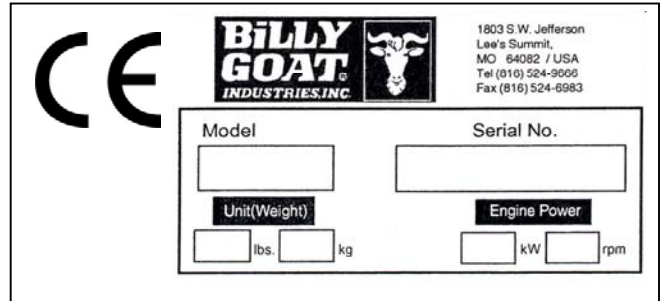 CE
BILLY
GOAT®
INDUSTRIES,INC.
1803 S.W. Jefferson
Lee's Summit,
MO 64082 / USA
Tel (816) 524-9666
Fax (816) 524-6983
Model Serial No.
Unit(Weight) Engine Power
lbs. kg kW rpm